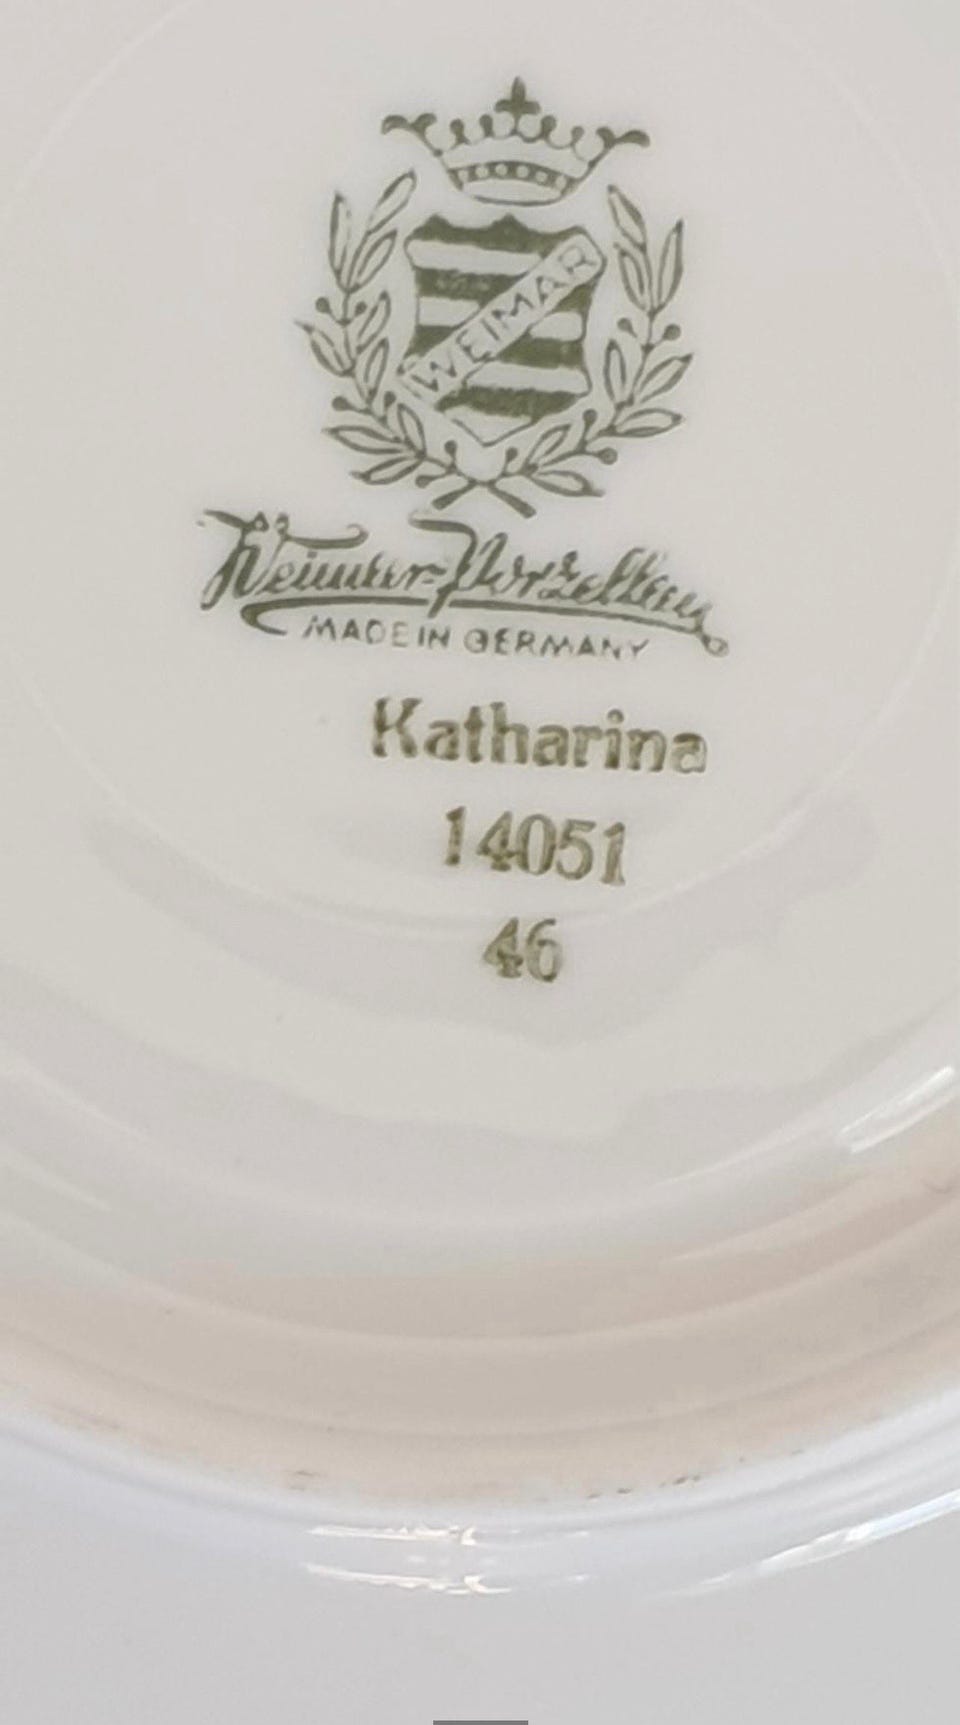 WEIMAR
Weimar-Porzellan
MADE IN GERMANY
Katharina
14051
46